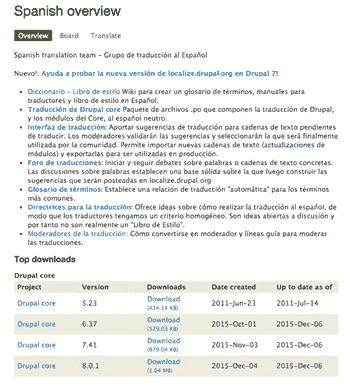 Spanish overview
Overview Board Translate
Spanish translation team - Grupo de traducción al Español
Nuevo!: Ayuda a probar la nueva versión de localize.drupal.org en Drupal 7!
• Diccionario - Libro de estilo Wiki para crear un glosario de términos, manuales para
traductores y libro de estilo en Español.
• Traducción de Drupal core Paquete de archivos .po que componen la traducción de Drupal,
y los módulos del Core, al español neutro.
• Interfaz de traducción: Aportar sugerencias de traducción para cadenas de texto pendientes
de traducir. Los moderadores validarán las sugerencias y seleccionarán la que será finalmente
utilizada por la comunidad. Permite importar nuevas cadenas de texto (actualizaciones de
módulos) y exportarlas para ser utilizadas en producción.
• Foro de traducciones: Iniciar y seguir debates sobre palabras o cadenas de texto concretas.
Las discusiones sobre palabras establecen una base sólida sobre la que luego construir las
sugerencias que serán posteadas en localize.drupal.org
• Glosario de términos: Establece una relación de traducción "automática" para los términos
más comunes.
• Directrices para la traducción: Ofrece ideas sobre cómo realizar la traducción al español, de
modo que los traductores tengamos un criterio homogéneo. Son ideas abiertas a discusión y
por tanto no son realmente un "Libro de Estilo".
• Moderadores de la traducción: Cómo convertirse en moderador y líneas guía para moderar
las traducciones.
Top downloads
Drupal core
Project Version Downloads Date created Up to date as of
Drupal core 5.23 Download (414.14 KB) 2011-Jun-23 2011-Jul-14
Drupal core 6.37 Download (529.03 KB) 2015-Oct-01 2015-Dec-06
Drupal core 7.41 Download (679.04 KB) 2015-Nov-03 2015-Dec-06
Drupal core 8.0.1 Download (1.04 MB) 2015-Dec-04 2015-Dec-06